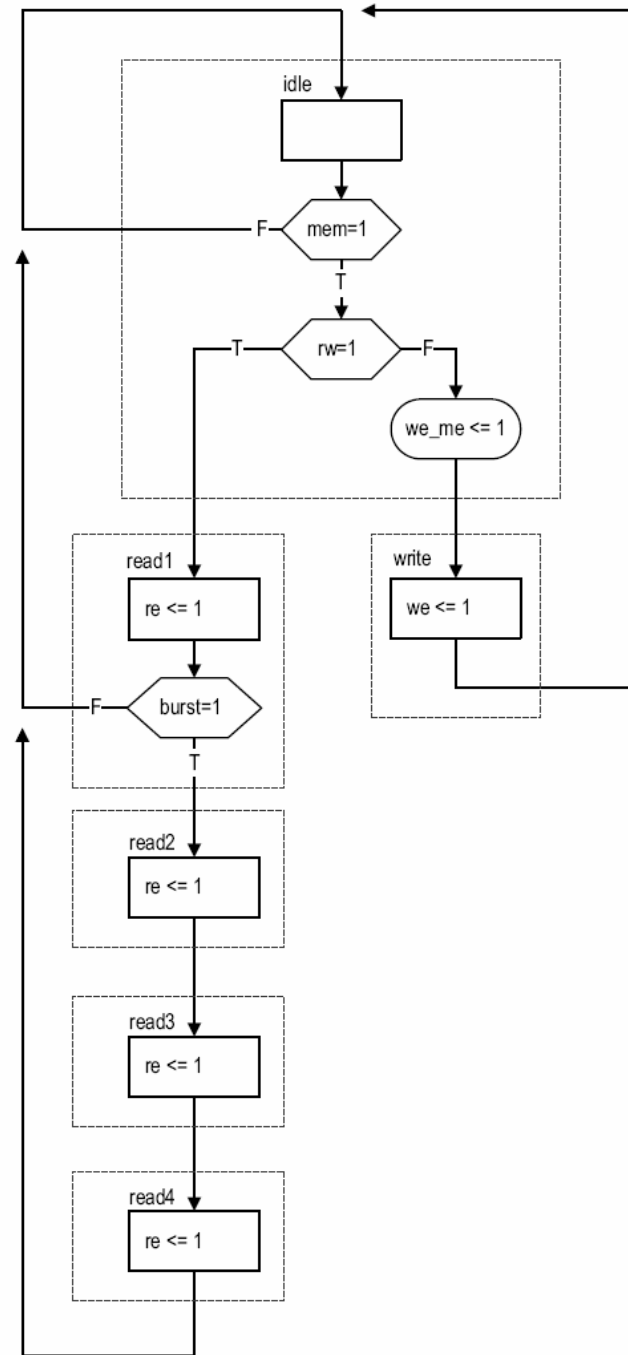 idle
mem=1
F
T
rw=1
T
F
we_me <= 1
read1
re <= 1
write
we <= 1
burst=1
F
T
read2
re <= 1
read3
re <= 1
read4
re <= 1